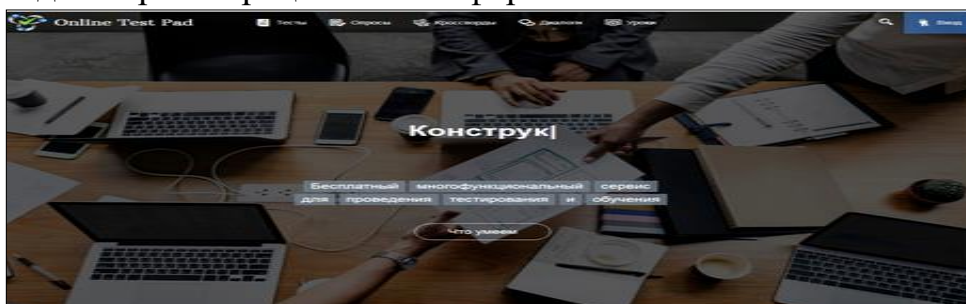 Online Test Pad Тесты Опросы Кроссворды Диалоги Уроки Вход
Конструк
Бесплатный многофункциональный сервис
для проведения тестирования и обучения
Что умеем